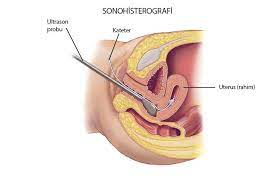 SONOHİSTEROGRAFİ
Ultrason
probu
Kateter
Uterus (rahim)